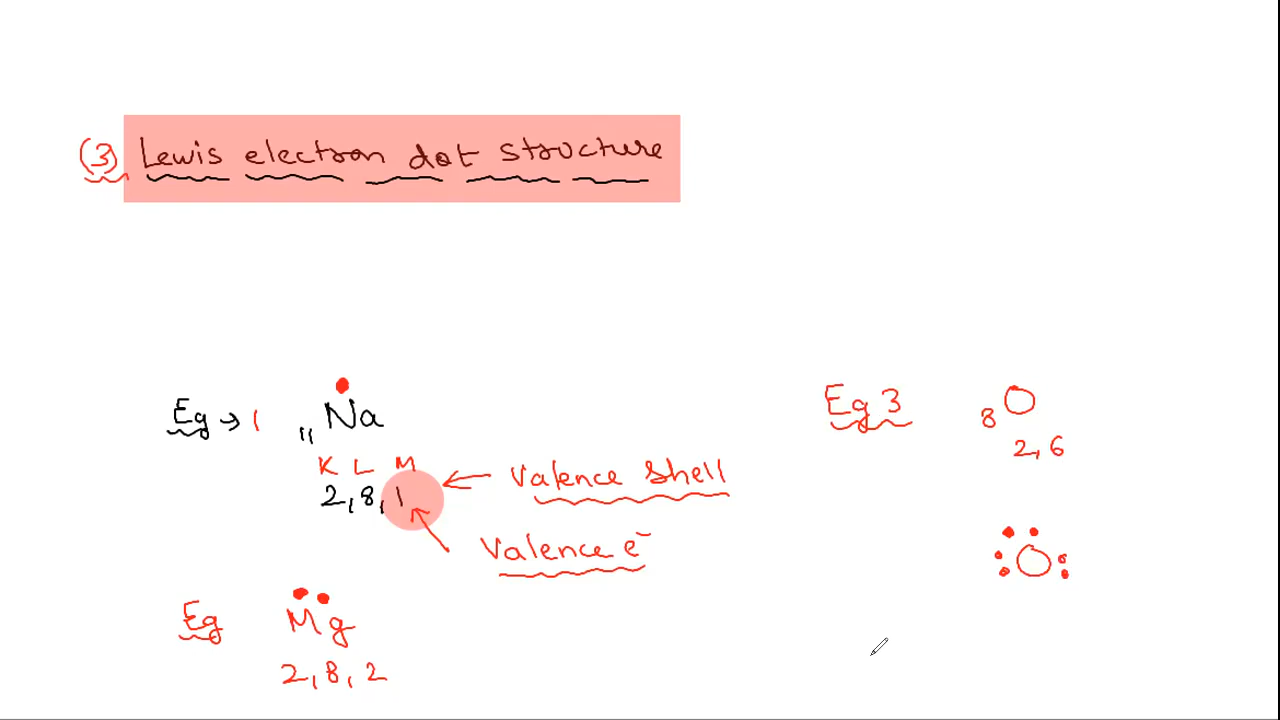 (3) Lewis electron dot structure
Eg → 1 11Na
K L M
2,8,1
Valence shell
Valence e⁻
Eg Mg
2,8,2
Eg 3 8O
2,6
O